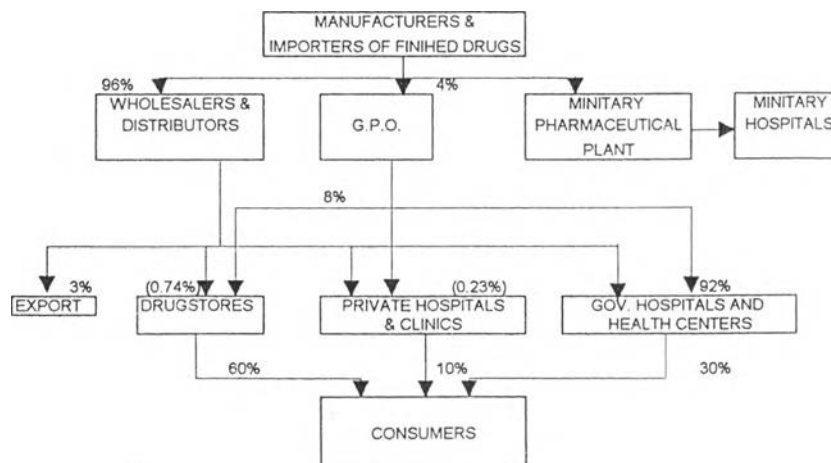 MANUFACTURERS &
IMPORTERS OF FINIHED DRUGS
96%
4%
WHOLESALERS &
DISTRIBUTORS
G.P.O.
MINITARY
PHARMACEUTICAL
PLANT
MINITARY
HOSPITALS
8%
3%
(0.74%)
(0.23%)
92%
EXPORT
DRUGSTORES
PRIVATE HOSPITALS
& CLINICS
GOV. HOSPITALS AND
HEALTH CENTERS
60%
10%
30%
CONSUMERS